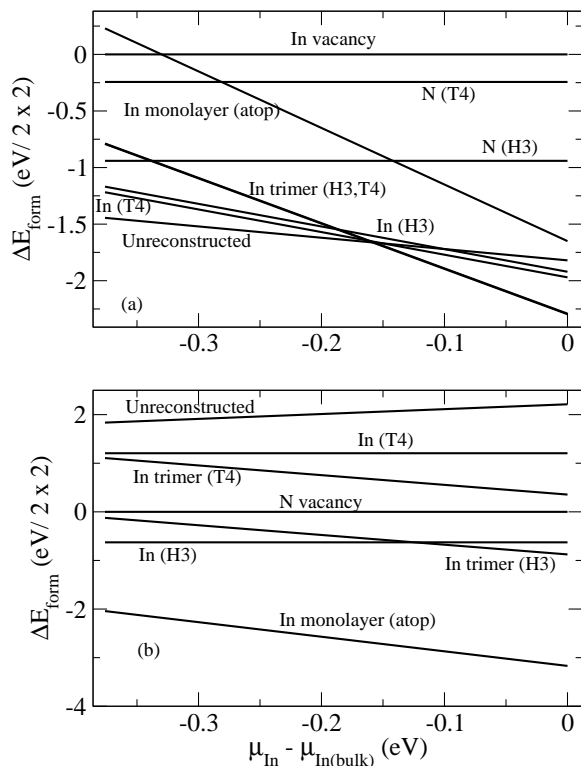 0
-0.5
-1
-1.5
-2
ΔE_form (eV/ 2 x 2)
In vacancy
N (T4)
In monolayer (atop)
N (H3)
In trimer (H3,T4)
In (T4)
In (H3)
Unreconstructed
(a)
-0.3 -0.2 -0.1 0
2
0
-2
-4
ΔE_form (eV/ 2 x 2)
Unreconstructed
In (T4)
In trimer (T4)
N vacancy
In (H3)
In trimer (H3)
In monolayer (atop)
(b)
-0.3 -0.2 -0.1 0
μ_In - μ_In(bulk) (eV)